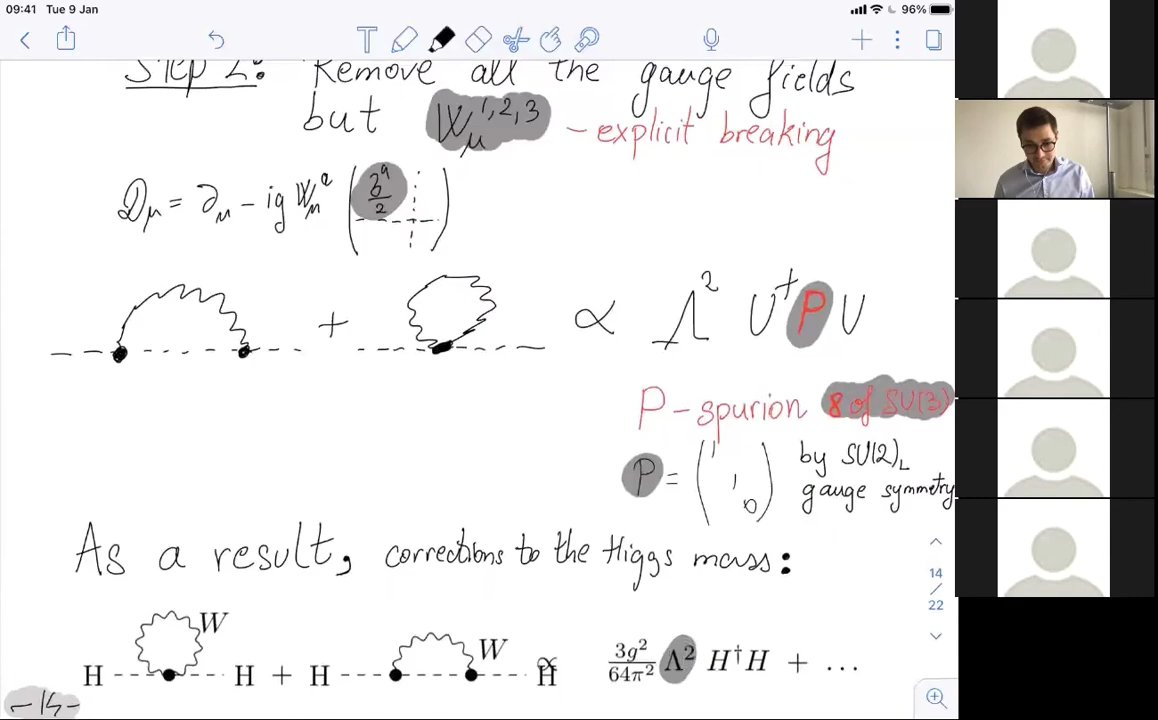 09:41 Tue 9 Jan 96%
Step 2: Remove all the gauge fields
but W_μ^{1,2,3} – explicit breaking
D_μ = ∂_μ – ig W_μ^a ( σ^a/2 )
+ ∝ Λ² U†PU
P – spurion 8 of SU(3)
P = ( 1 1 0 ) by SU(2)_L
gauge symmetry
As a result, corrections to the Higgs mass:
14
/
22
W W
H H + H H ∝ 3g²/64π² Λ² H†H + ...
-14-